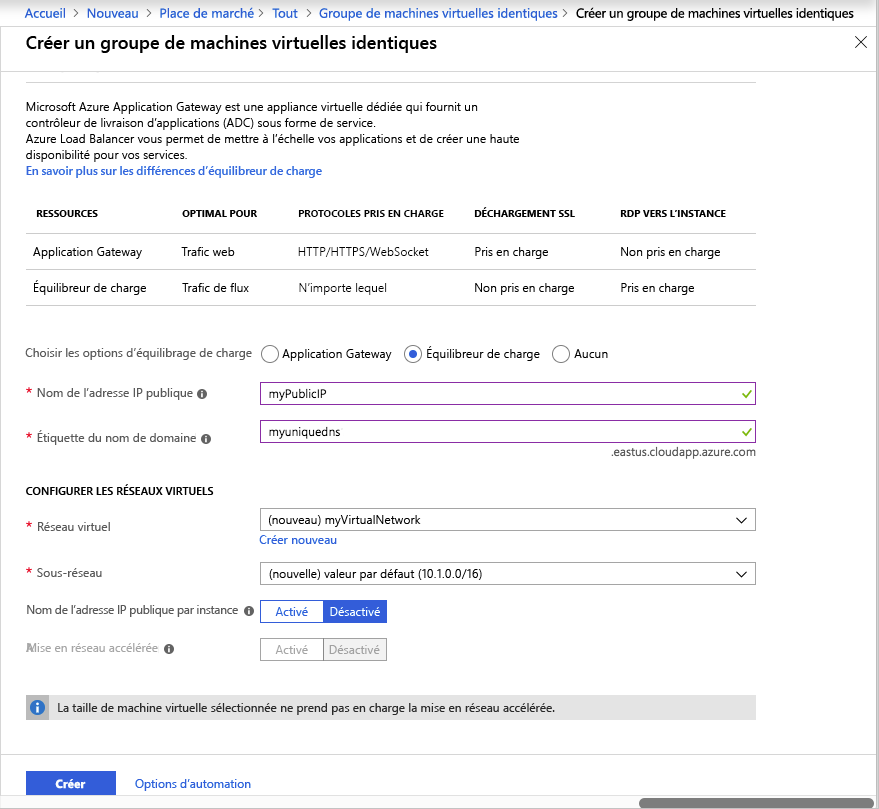 Accueil > Nouveau > Place de marché > Tout > Groupe de machines virtuelles identiques > Créer un groupe de machines virtuelles identiques
Créer un groupe de machines virtuelles identiques
Microsoft Azure Application Gateway est une appliance virtuelle dédiée qui fournit un
contrôleur de livraison d'applications (ADC) sous forme de service.
Azure Load Balancer vous permet de mettre à l'échelle vos applications et de créer une haute
disponibilité pour vos services.
En savoir plus sur les différences d'équilibreur de charge
RESSOURCES OPTIMAL POUR PROTOCOLES PRIS EN CHARGE DÉCHARGEMENT SSL RDP VERS L'INSTANCE
Application Gateway Trafic web HTTP/HTTPS/WebSocket Pris en charge Non pris en charge
Équilibreur de charge Trafic de flux N'importe lequel Non pris en charge Pris en charge
Choisir les options d'équilibrage de charge Application Gateway Équilibreur de charge Aucun
* Nom de l'adresse IP publique myPublicIP
* Étiquette du nom de domaine myuniquedns
.eastus.cloudapp.azure.com
CONFIGURER LES RÉSEAUX VIRTUELS
* Réseau virtuel (nouveau) myVirtualNetwork
Créer nouveau
* Sous-réseau (nouvelle) valeur par défaut (10.1.0.0/16)
Nom de l'adresse IP publique par instance Activé Désactivé
Mise en réseau accélérée Activé Désactivé
La taille de machine virtuelle sélectionnée ne prend pas en charge la mise en réseau accélérée.
Créer Options d'automation